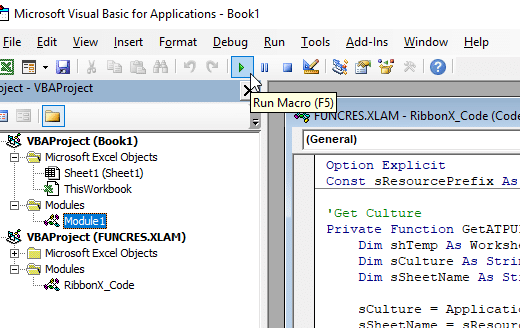 Microsoft Visual Basic for Applications - Book1
File Edit View Insert Format Debug Run Tools Add-Ins Window
oject - VBAProject
Run Macro (F5)
VBAProject (Book1)
Microsoft Excel Objects
Sheet1 (Sheet1)
ThisWorkbook
Modules
Module1
VBAProject (FUNCRES.XLAM)
Microsoft Excel Objects
Modules
RibbonX_Code
FUNCRES.XLAM - RibbonX_Code (Code
(General)
Option Explicit
Const sResourcePrefix As
'Get Culture
Private Function GetATPU
Dim shTemp As Workshe
Dim sCulture As Strin
Dim sSheetName As Str
sCulture = Applicatio
sSheetName = sResourc